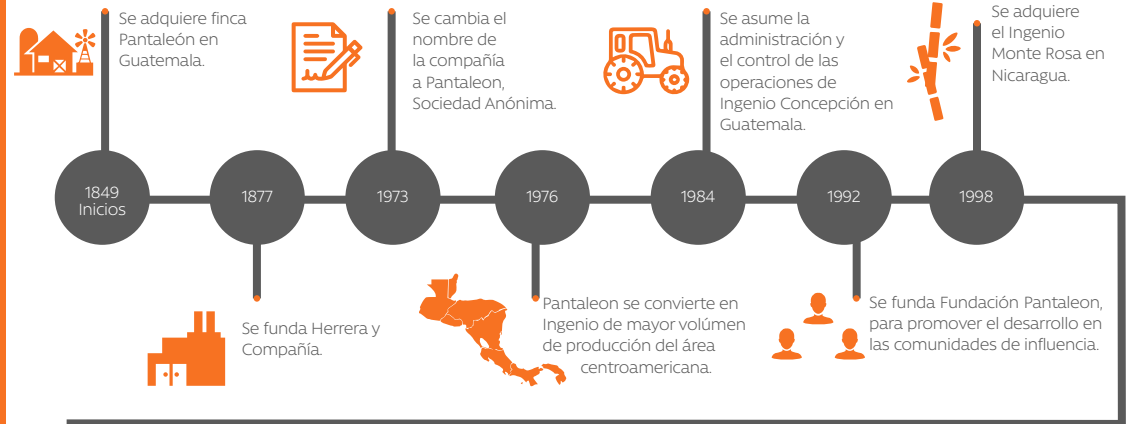 Se adquiere finca
Pantaleón en
Guatemala.
Se cambia el
nombre de
la compañía
a Pantaleon,
Sociedad Anónima.
Se asume la
administración y
el control de las
operaciones de
Ingenio Concepción en
Guatemala.
Se adquiere
el Ingenio
Monte Rosa en
Nicaragua.
1849
Inicios
1877
1973
1976
1984
1992
1998
Se funda Herrera y
Compañía.
Pantaleon se convierte en
Ingenio de mayor volúmen
de producción del área
centroamericana.
Se funda Fundación Pantaleon,
para promover el desarrollo en
las comunidades de influencia.